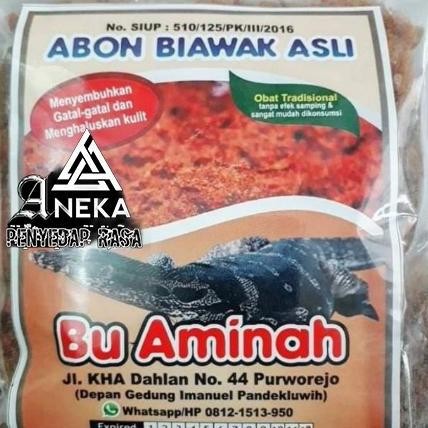 No. SIUP : 510/125/PK/III/2016
ABON BIAWAK ASLI
Menyembuhkan
Gatal-gatal dan
Menghaluskan kulit
Obat Tradisional
tanpa efek samping &
sangat mudah dikonsumsi
ANEKA
PENYEDAP RASA
Bu Aminah
Jl. KHA Dahlan No. 44 Purworejo
(Depan Gedung Imanuel Pandekluwih)
Whatsapp/HP 0812-1513-950
Expired